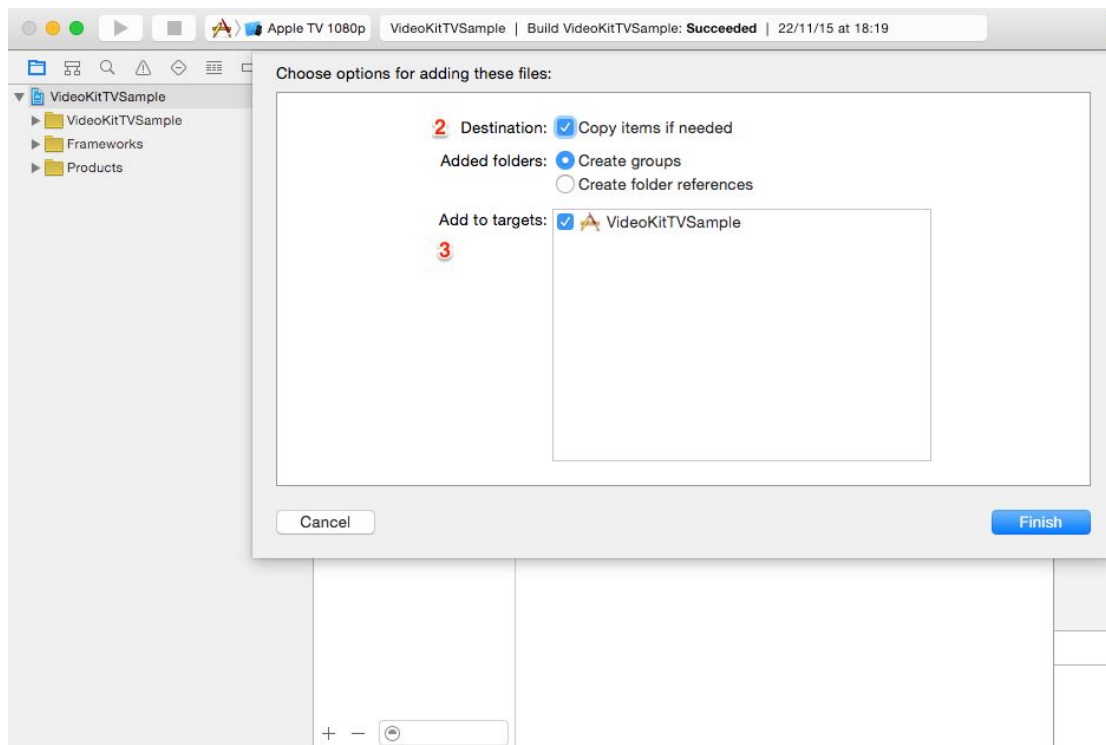 Apple TV 1080p
VideoKitTVSample | Build VideoKitTVSample: Succeeded | 22/11/15 at 18:19
Choose options for adding these files:
VideoKitTVSample
VideoKitTVSample
Frameworks
Products
2 Destination: Copy items if needed
Added folders: Create groups
Create folder references
Add to targets: VideoKitTVSample
3
Cancel
Finish